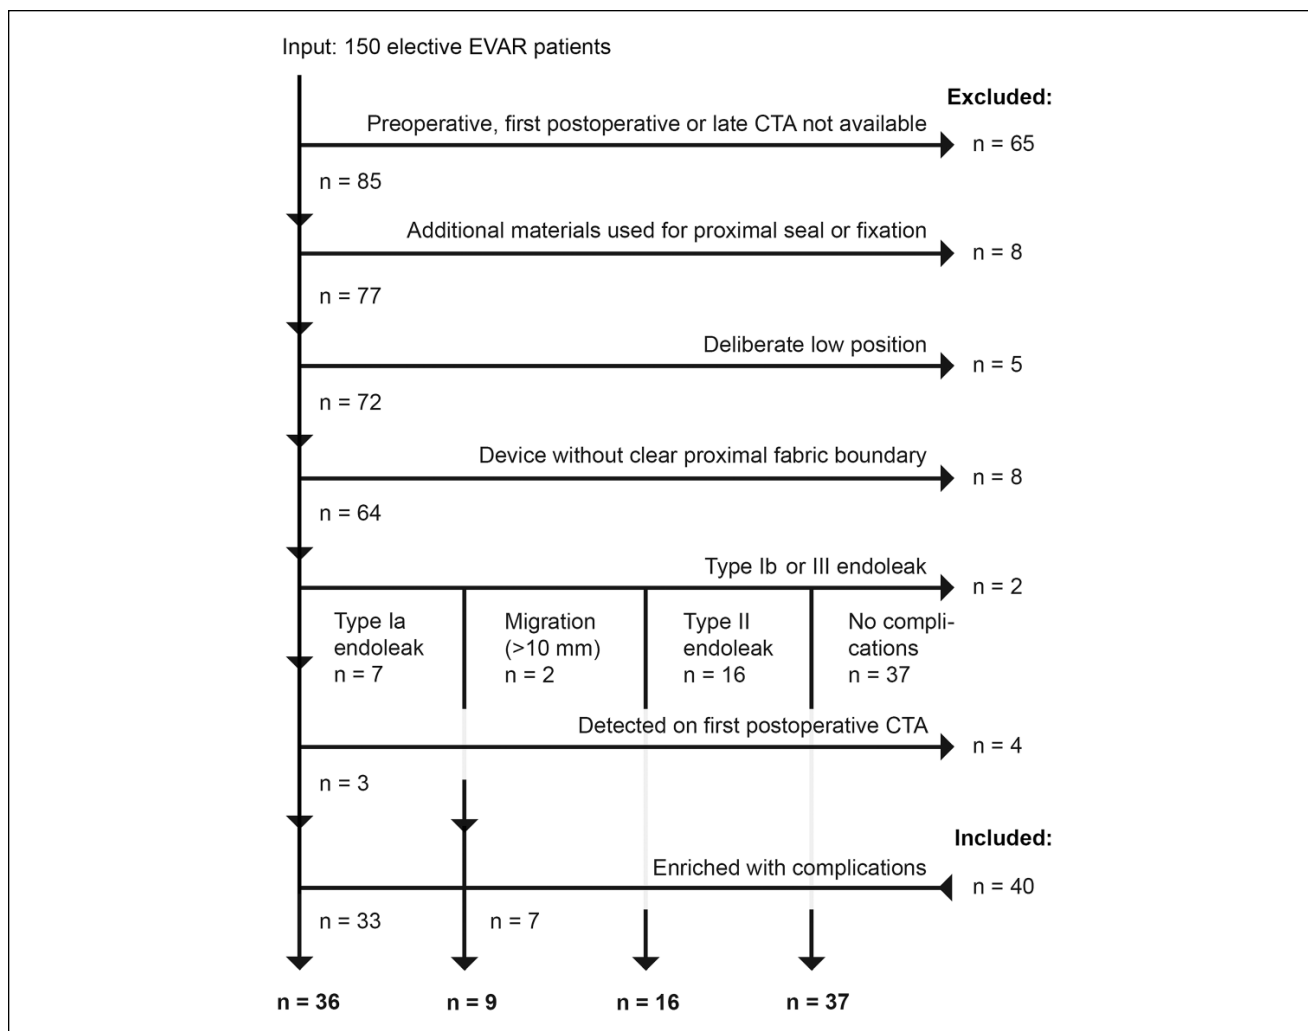 Input: 150 elective EVAR patients
Excluded:
Preoperative, first postoperative or late CTA not available
n = 65
n = 85
Additional materials used for proximal seal or fixation
n = 8
n = 77
Deliberate low position
n = 5
n = 72
Device without clear proximal fabric boundary
n = 8
n = 64
Type Ib or III endoleak
n = 2
Type Ia
endoleak
n = 7
Migration
(>10 mm)
n = 2
Type II
endoleak
n = 16
No compli-
cations
n = 37
Detected on first postoperative CTA
n = 4
n = 3
Included:
Enriched with complications
n = 40
n = 33
n = 7
n = 36
n = 9
n = 16
n = 37